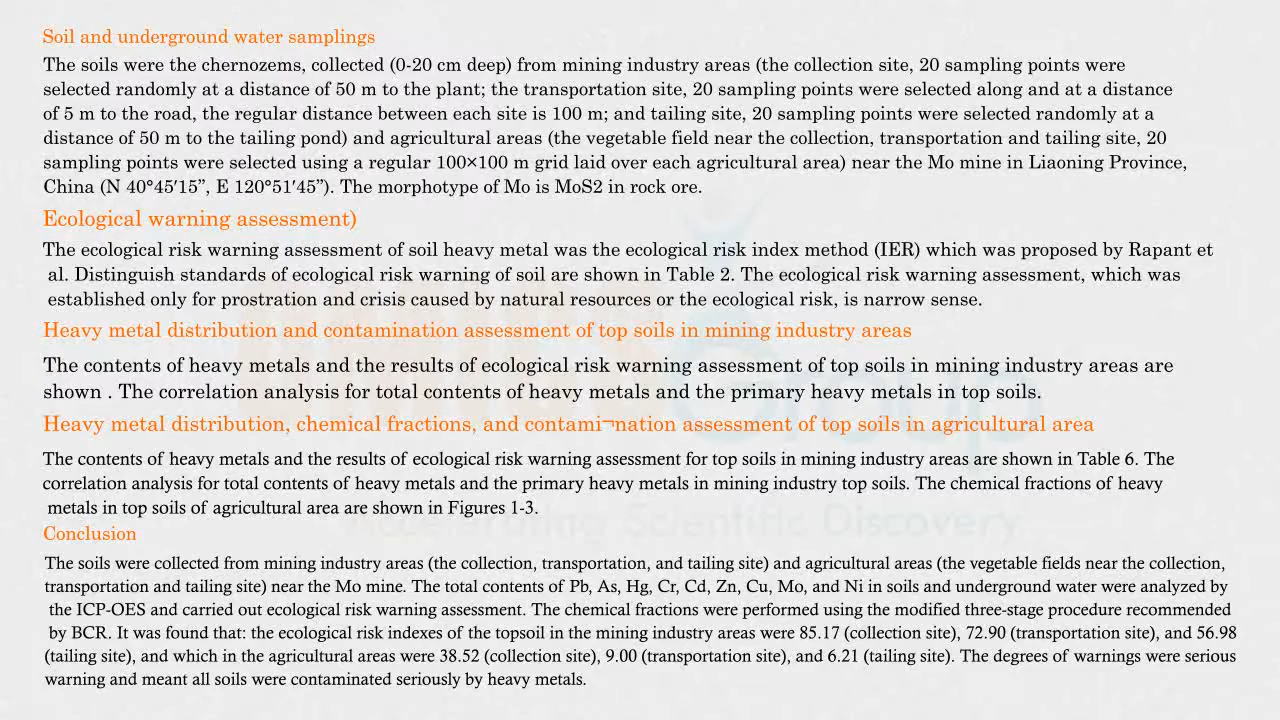 Soil and underground water samplings
The soils were the chernozems, collected (0-20 cm deep) from mining industry areas (the collection site, 20 sampling points were
selected randomly at a distance of 50 m to the plant; the transportation site, 20 sampling points were selected along and at a distance
of 5 m to the road, the regular distance between each site is 100 m; and tailing site, 20 sampling points were selected randomly at a
distance of 50 m to the tailing pond) and agricultural areas (the vegetable field near the collection, transportation and tailing site, 20
sampling points were selected using a regular 100×100 m grid laid over each agricultural area) near the Mo mine in Liaoning Province,
China (N 40°45′15”, E 120°51′45”). The morphotype of Mo is MoS2 in rock ore.
Ecological warning assessment)
The ecological risk warning assessment of soil heavy metal was the ecological risk index method (IER) which was proposed by Rapant et
al. Distinguish standards of ecological risk warning of soil are shown in Table 2. The ecological risk warning assessment, which was
established only for prostration and crisis caused by natural resources or the ecological risk, is narrow sense.
Heavy metal distribution and contamination assessment of top soils in mining industry areas
The contents of heavy metals and the results of ecological risk warning assessment of top soils in mining industry areas are
shown . The correlation analysis for total contents of heavy metals and the primary heavy metals in top soils.
Heavy metal distribution, chemical fractions, and contami¬nation assessment of top soils in agricultural area
The contents of heavy metals and the results of ecological risk warning assessment for top soils in mining industry areas are shown in Table 6. The
correlation analysis for total contents of heavy metals and the primary heavy metals in mining industry top soils. The chemical fractions of heavy
metals in top soils of agricultural area are shown in Figures 1-3.
Accelerating Scientific Discovery
Conclusion
The soils were collected from mining industry areas (the collection, transportation, and tailing site) and agricultural areas (the vegetable fields near the collection,
transportation and tailing site) near the Mo mine. The total contents of Pb, As, Hg, Cr, Cd, Zn, Cu, Mo, and Ni in soils and underground water were analyzed by
the ICP-OES and carried out ecological risk warning assessment. The chemical fractions were performed using the modified three-stage procedure recommended
by BCR. It was found that: the ecological risk indexes of the topsoil in the mining industry areas were 85.17 (collection site), 72.90 (transportation site), and 56.98
(tailing site), and which in the agricultural areas were 38.52 (collection site), 9.00 (transportation site), and 6.21 (tailing site). The degrees of warnings were serious
warning and meant all soils were contaminated seriously by heavy metals.